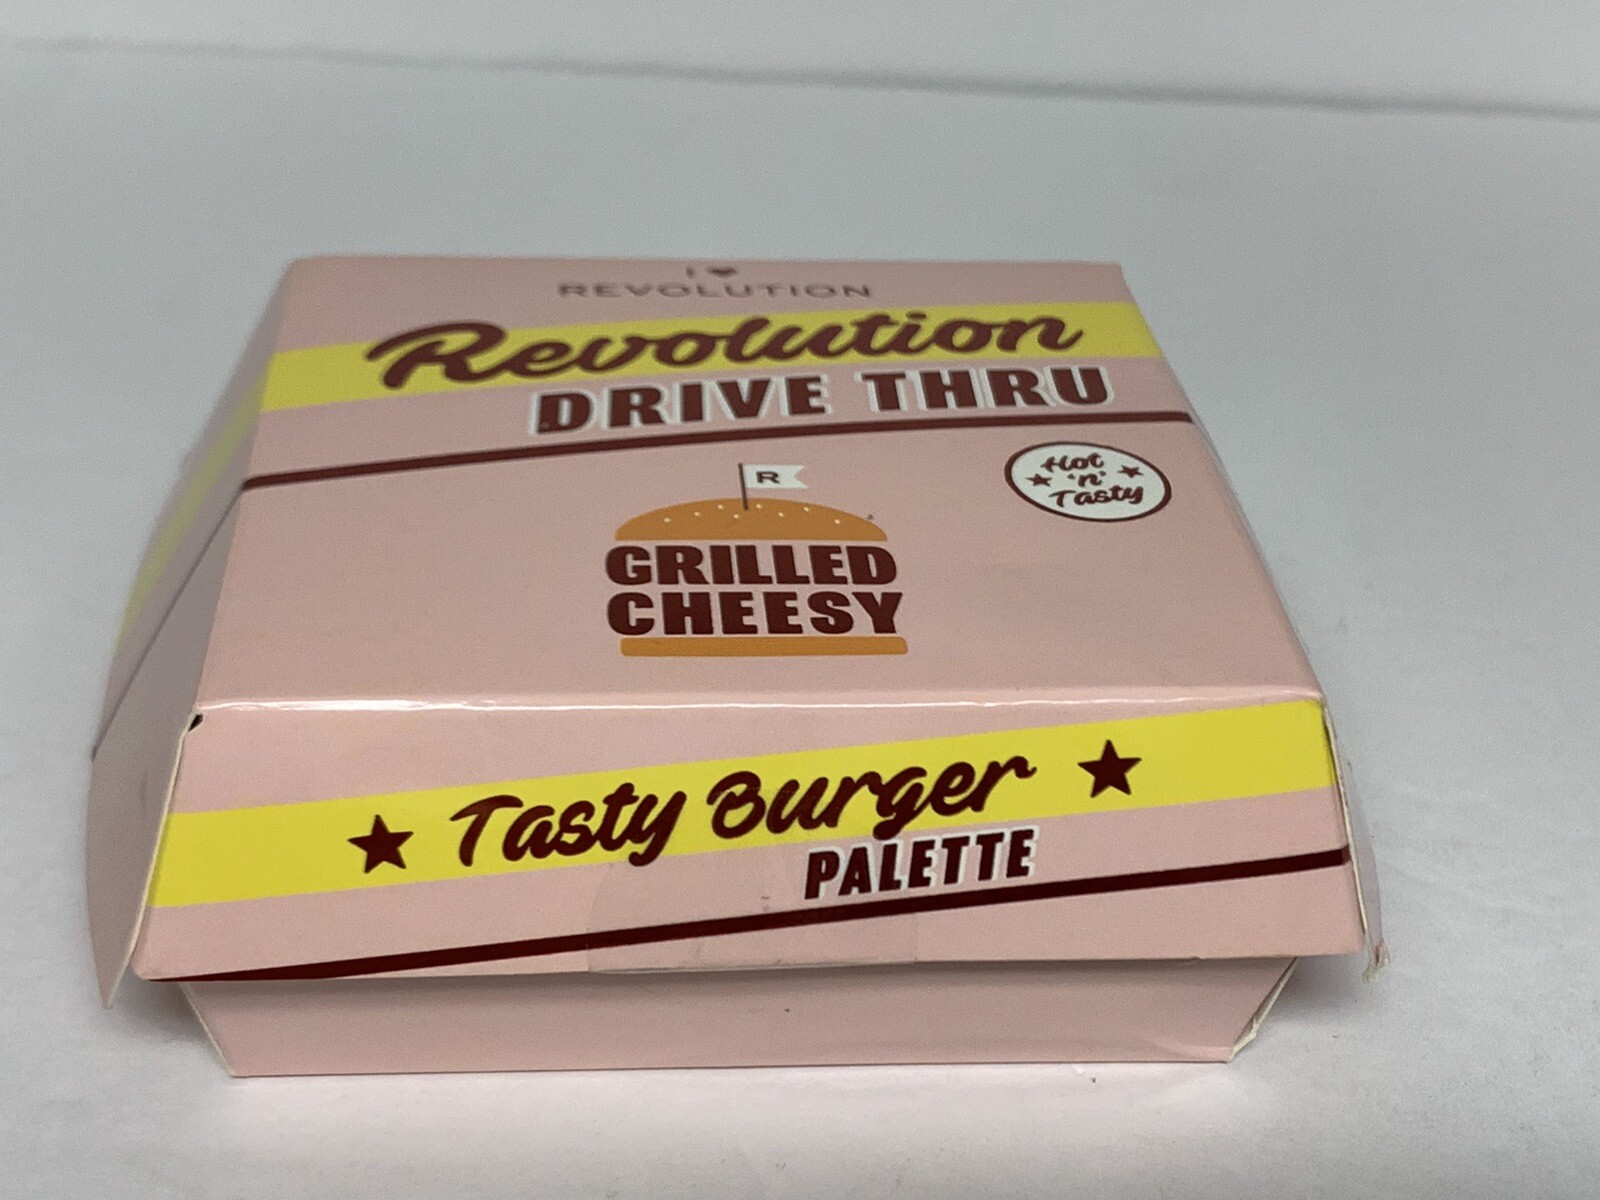 I ♥
REVOLUTION
Revolution
DRIVE THRU
Hot
'n'
Tasty
R
GRILLED
CHEESY
Tasty Burger
PALETTE